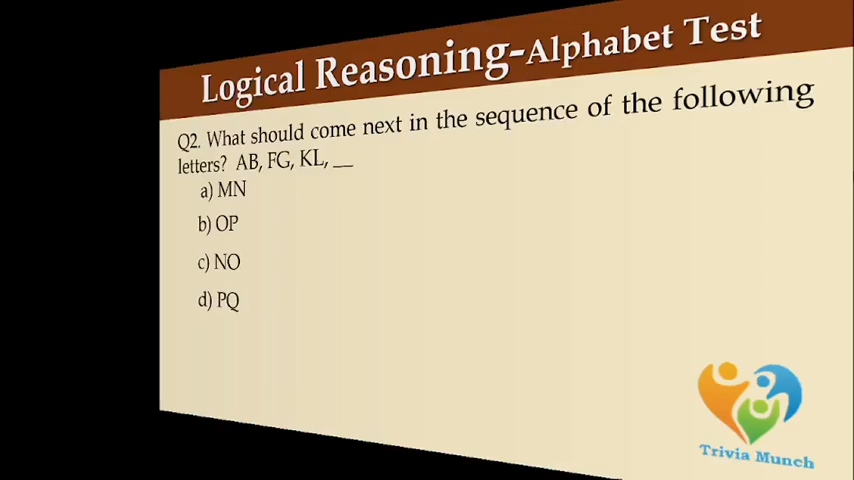 Logical Reasoning-Alphabet Test
Q2. What should come next in the sequence of the following
letters? AB, FG, KL, __
a) MN
b) OP
c) NO
d) PQ
Trivia Munch